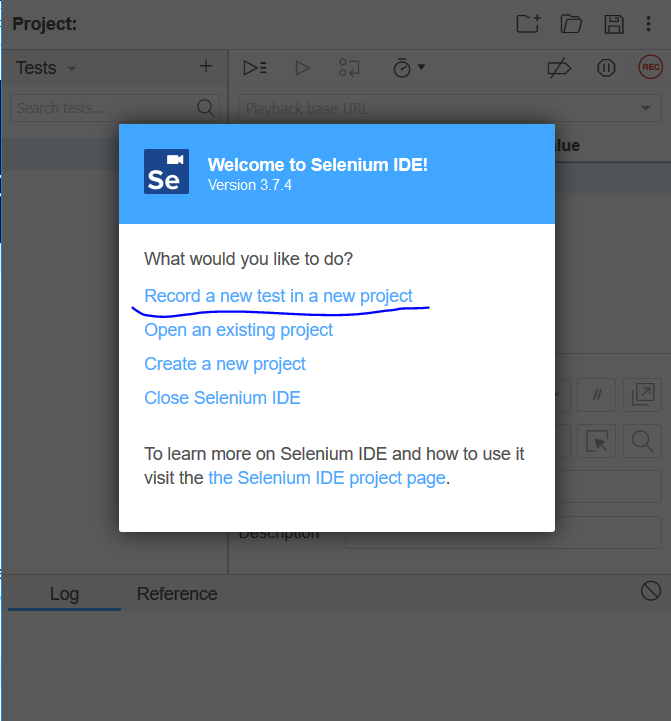 Project:
Tests
REC
Search tests...
Playback base URL
lue
Se
Welcome to Selenium IDE!
Version 3.7.4
What would you like to do?
Record a new test in a new project
Open an existing project
Create a new project
Close Selenium IDE
//
To learn more on Selenium IDE and how to use it
visit the the Selenium IDE project page.
Description
Log
Reference